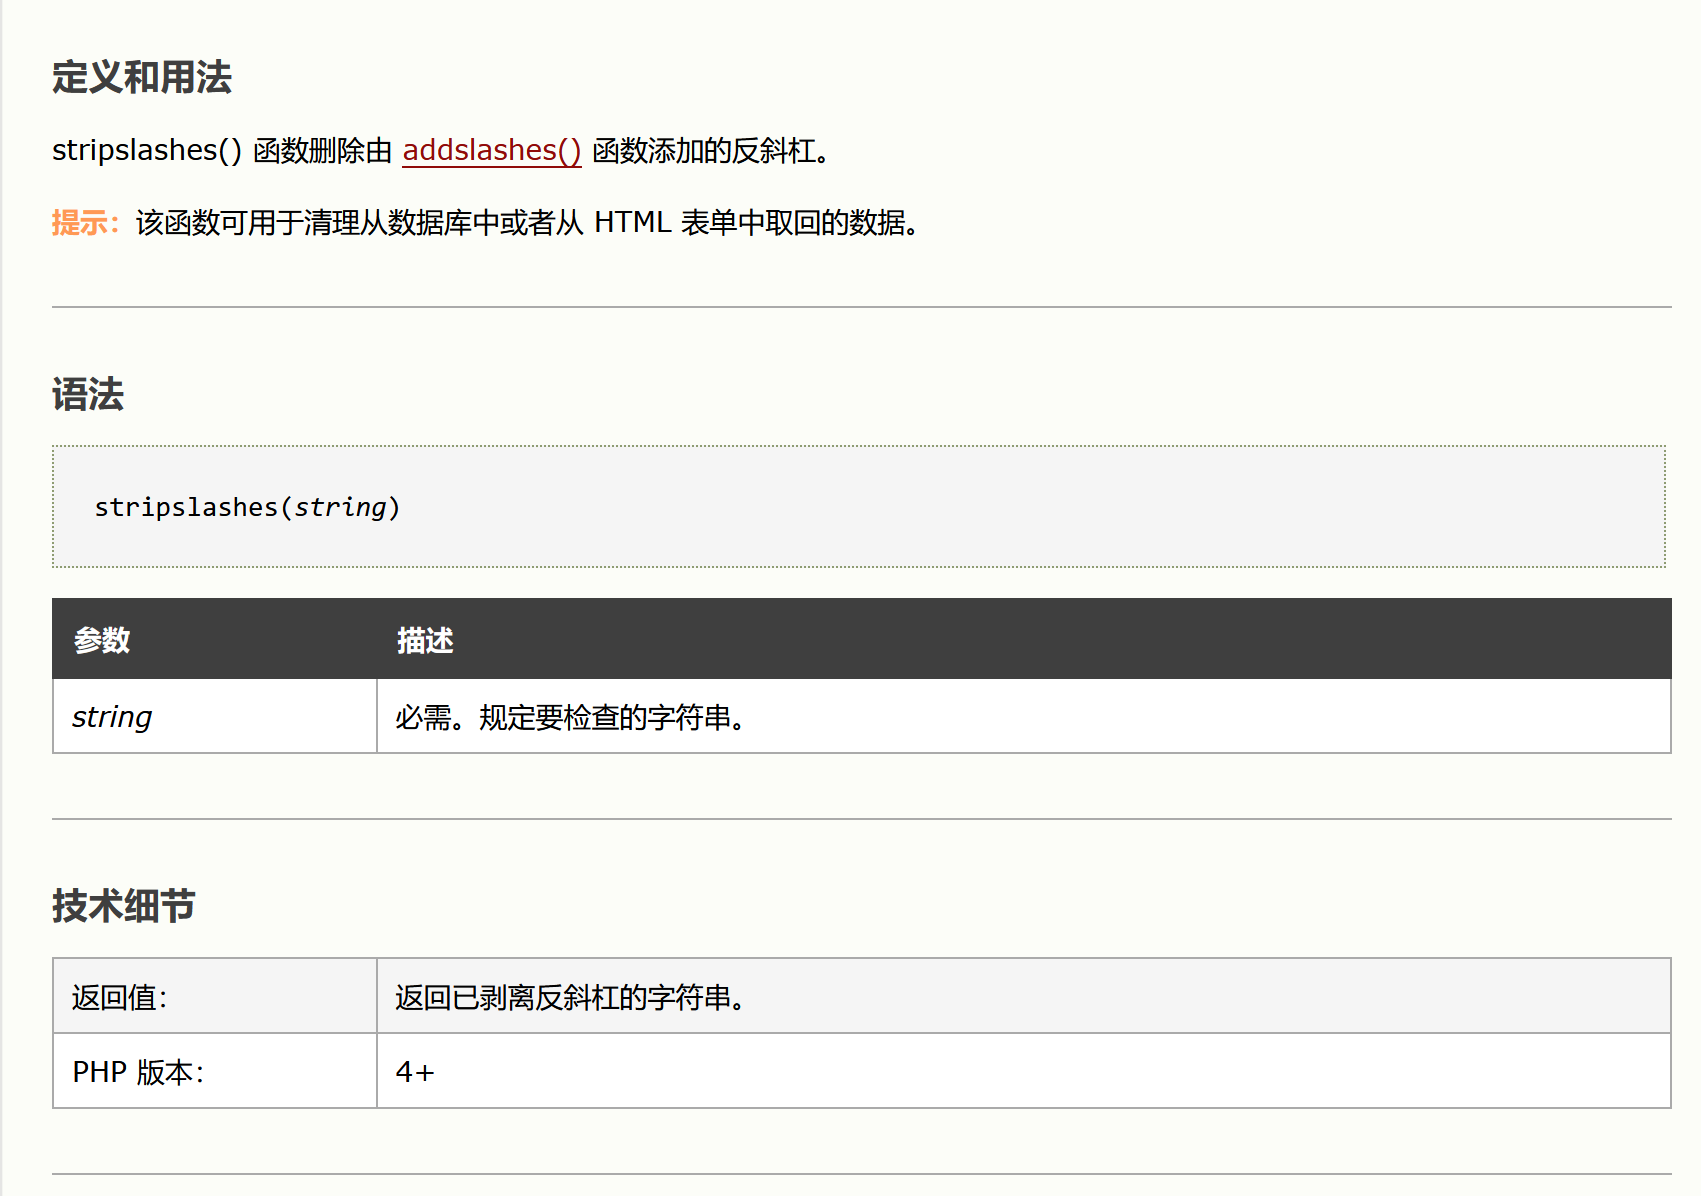 定义和用法
stripslashes() 函数删除由 addslashes() 函数添加的反斜杠。
提示：该函数可用于清理从数据库中或者从 HTML 表单中取回的数据。
语法
stripslashes(string)
参数 描述
string 必需。规定要检查的字符串。
技术细节
返回值： 返回已剥离反斜杠的字符串。
PHP 版本： 4+